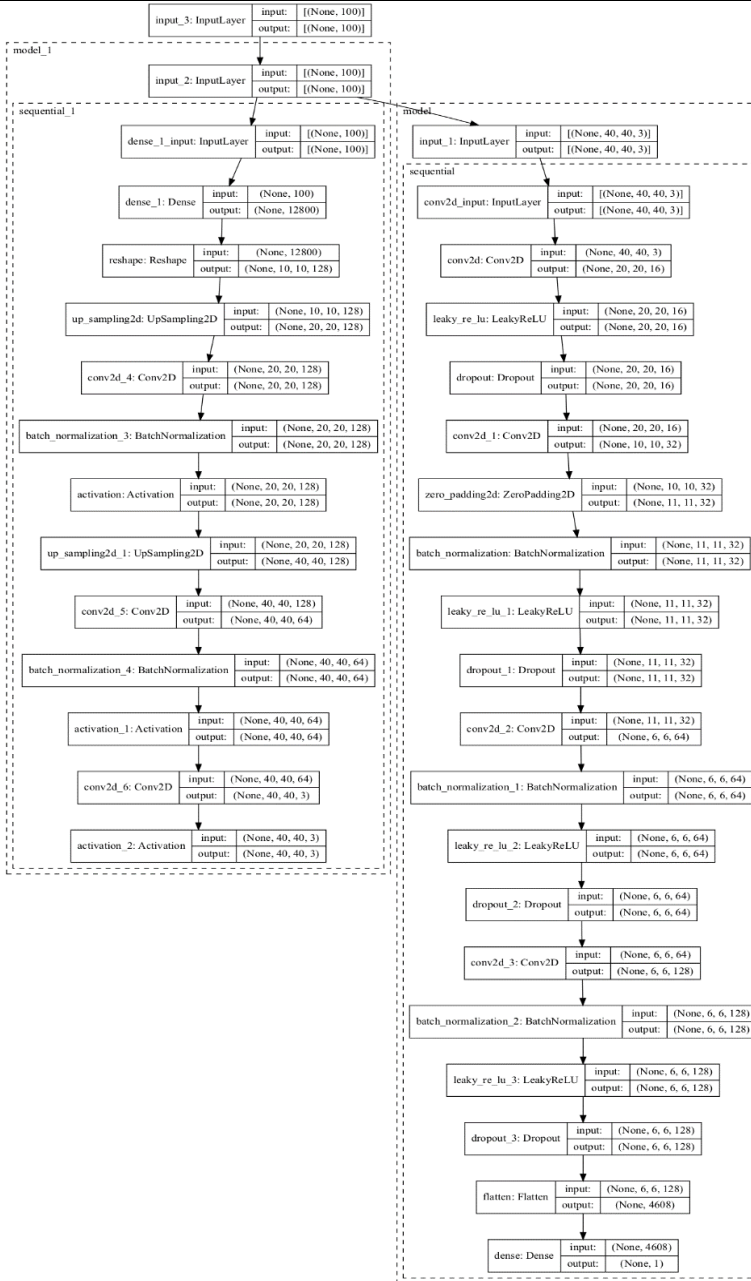 input_3: InputLayer input: [(None, 100)]
output: [(None, 100)]
model_1
input_2: InputLayer input: [(None, 100)]
output: [(None, 100)]
sequential_1
dense_1_input: InputLayer input: [(None, 100)]
output: [(None, 100)]
dense_1: Dense input: (None, 100)
output: (None, 12800)
reshape: Reshape input: (None, 12800)
output: (None, 10, 10, 128)
up_sampling2d: UpSampling2D input: (None, 10, 10, 128)
output: (None, 20, 20, 128)
conv2d_4: Conv2D input: (None, 20, 20, 128)
output: (None, 20, 20, 128)
batch_normalization_3: BatchNormalization input: (None, 20, 20, 128)
output: (None, 20, 20, 128)
activation: Activation input: (None, 20, 20, 128)
output: (None, 20, 20, 128)
up_sampling2d_1: UpSampling2D input: (None, 20, 20, 128)
output: (None, 40, 40, 128)
conv2d_5: Conv2D input: (None, 40, 40, 128)
output: (None, 40, 40, 64)
batch_normalization_4: BatchNormalization input: (None, 40, 40, 64)
output: (None, 40, 40, 64)
activation_1: Activation input: (None, 40, 40, 64)
output: (None, 40, 40, 64)
conv2d_6: Conv2D input: (None, 40, 40, 64)
output: (None, 40, 40, 3)
activation_2: Activation input: (None, 40, 40, 3)
output: (None, 40, 40, 3)
model
input_1: InputLayer input: [(None, 40, 40, 3)]
output: [(None, 40, 40, 3)]
sequential
conv2d_input: InputLayer input: [(None, 40, 40, 3)]
output: [(None, 40, 40, 3)]
conv2d: Conv2D input: (None, 40, 40, 3)
output: (None, 20, 20, 16)
leaky_re_lu: LeakyReLU input: (None, 20, 20, 16)
output: (None, 20, 20, 16)
dropout: Dropout input: (None, 20, 20, 16)
output: (None, 20, 20, 16)
conv2d_1: Conv2D input: (None, 20, 20, 16)
output: (None, 10, 10, 32)
zero_padding2d: ZeroPadding2D input: (None, 10, 10, 32)
output: (None, 11, 11, 32)
batch_normalization: BatchNormalization input: (None, 11, 11, 32)
output: (None, 11, 11, 32)
leaky_re_lu_1: LeakyReLU input: (None, 11, 11, 32)
output: (None, 11, 11, 32)
dropout_1: Dropout input: (None, 11, 11, 32)
output: (None, 11, 11, 32)
conv2d_2: Conv2D input: (None, 11, 11, 32)
output: (None, 6, 6, 64)
batch_normalization_1: BatchNormalization input: (None, 6, 6, 64)
output: (None, 6, 6, 64)
leaky_re_lu_2: LeakyReLU input: (None, 6, 6, 64)
output: (None, 6, 6, 64)
dropout_2: Dropout input: (None, 6, 6, 64)
output: (None, 6, 6, 64)
conv2d_3: Conv2D input: (None, 6, 6, 64)
output: (None, 6, 6, 128)
batch_normalization_2: BatchNormalization input: (None, 6, 6, 128)
output: (None, 6, 6, 128)
leaky_re_lu_3: LeakyReLU input: (None, 6, 6, 128)
output: (None, 6, 6, 128)
dropout_3: Dropout input: (None, 6, 6, 128)
output: (None, 6, 6, 128)
flatten: Flatten input: (None, 6, 6, 128)
output: (None, 4608)
dense: Dense input: (None, 4608)
output: (None, 1)